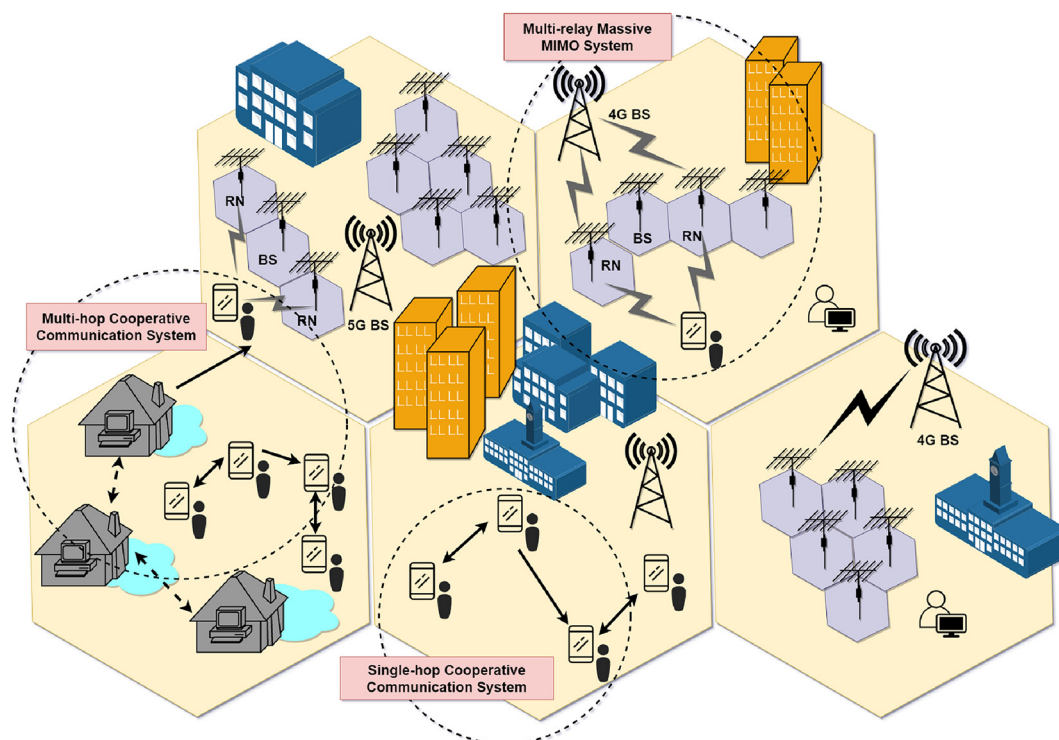 Multi-relay Massive
MIMO System
4G BS
RN
BS
RN
BS
RN
RN
5G BS
Multi-hop Cooperative
Communication System
4G BS
Single-hop Cooperative
Communication System